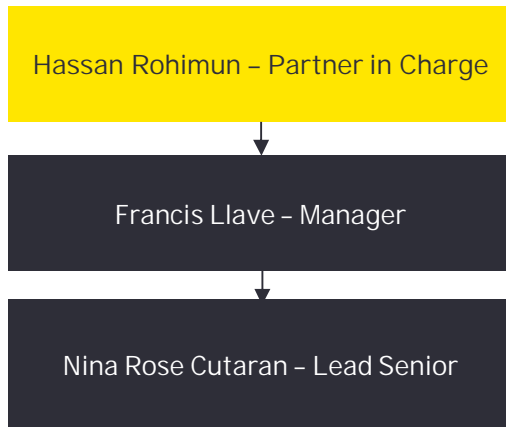 Hassan Rohimun – Partner in Charge
Francis Llave – Manager
Nina Rose Cutaran – Lead Senior